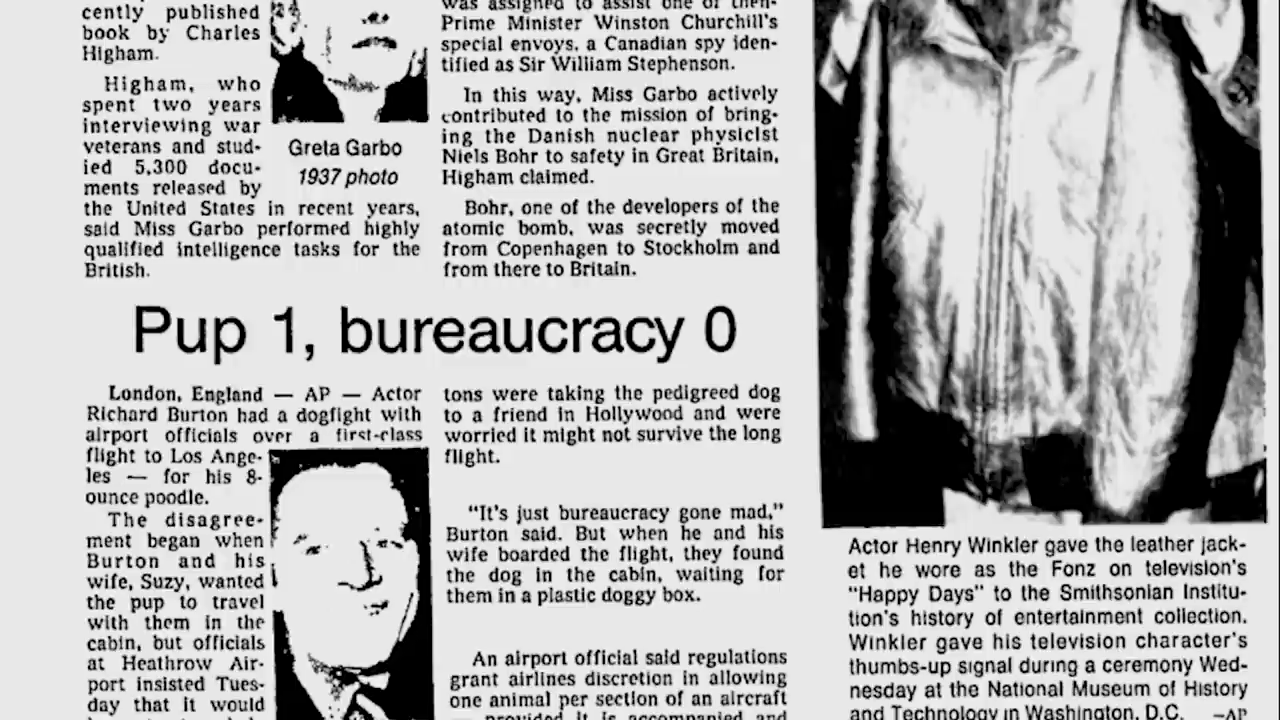 cently published
book by Charles
Higham.
Higham, who
spent two years
interviewing war
veterans and stud-
ied 5,300 docu-
ments released by
the United States in recent years,
said Miss Garbo performed highly
qualified intelligence tasks for the
British.
Greta Garbo
1937 photo
was assigned to assist one of then-
Prime Minister Winston Churchill's
special envoys, a Canadian spy iden-
tified as Sir William Stephenson.
In this way, Miss Garbo actively
contributed to the mission of bring-
ing the Danish nuclear physicist
Niels Bohr to safety in Great Britain,
Higham claimed.
Bohr, one of the developers of the
atomic bomb, was secretly moved
from Copenhagen to Stockholm and
from there to Britain.
Pup 1, bureaucracy 0
London, England — AP — Actor
Richard Burton had a dogfight with
airport officials over a first-class
flight to Los Ange-
les — for his 8-
ounce poodle.
The disagree-
ment began when
Burton and his
wife, Suzy, wanted
the pup to travel
with them in the
cabin, but officials
at Heathrow Air-
port insisted Tues-
day that it would
tons were taking the pedigreed dog
to a friend in Hollywood and were
worried it might not survive the long
flight.
"It's just bureaucracy gone mad,"
Burton said. But when he and his
wife boarded the flight, they found
the dog in the cabin, waiting for
them in a plastic doggy box.
An airport official said regulations
grant airlines discretion in allowing
one animal per section of an aircraft
— provided it is accompanied and
Actor Henry Winkler gave the leather jack-
et he wore as the Fonz on television's
"Happy Days" to the Smithsonian Institu-
tion's history of entertainment collection.
Winkler gave his television character's
thumbs-up signal during a ceremony Wed-
nesday at the National Museum of History
and Technology in Washington, D.C. —AP